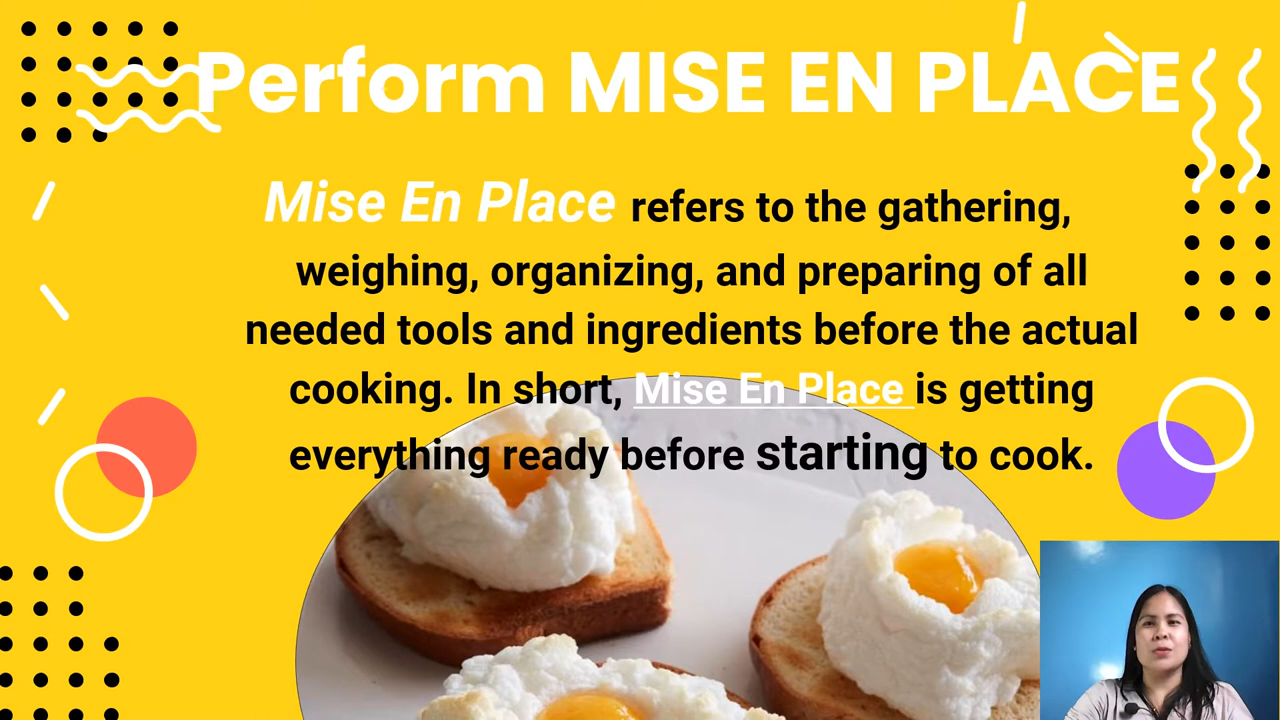 Perform MISE EN PLACE
Mise En Place refers to the gathering,
weighing, organizing, and preparing of all
needed tools and ingredients before the actual
cooking. In short, Mise En Place is getting
everything ready before starting to cook.